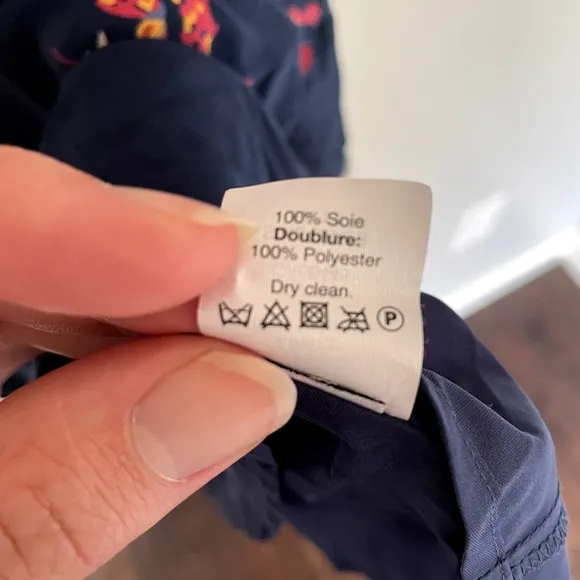 100% Soie
Doublure:
100% Polyester
Dry clean.
P